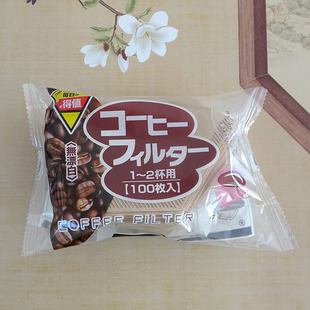 毎日
得値
コーヒー
フィルター
〈無漂白〉
1～2杯用
[100枚入]
COFFEE FILTER